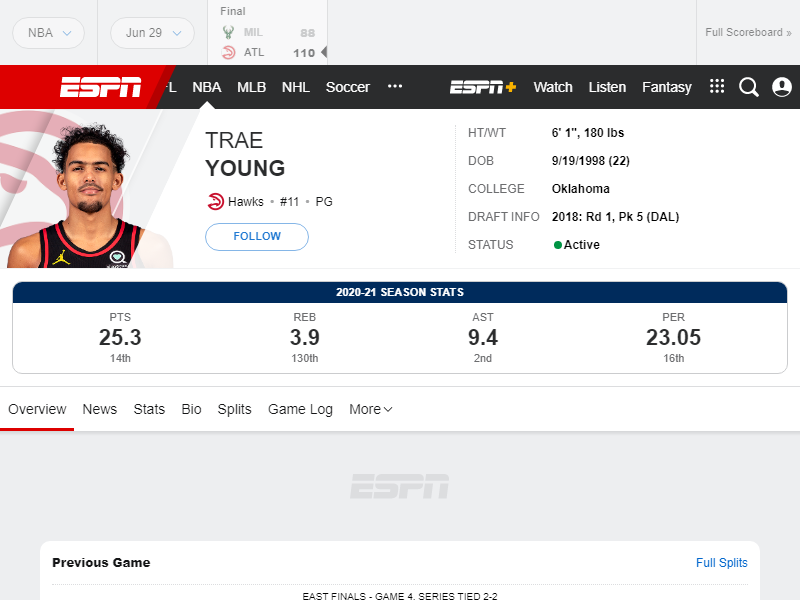 Final
NBA
Jun 29
MIL 88
ATL 110
Full Scoreboard »
ESPN
L
NBA
MLB
NHL
Soccer
•••
ESPN+
Watch
Listen
Fantasy
TRAE
YOUNG
Hawks • #11 • PG
FOLLOW
HT/WT 6' 1", 180 lbs
DOB 9/19/1998 (22)
COLLEGE Oklahoma
DRAFT INFO 2018: Rd 1, Pk 5 (DAL)
STATUS Active
2020-21 SEASON STATS
PTS
25.3
14th
REB
3.9
130th
AST
9.4
2nd
PER
23.05
16th
Overview
News
Stats
Bio
Splits
Game Log
More
ESPN
Previous Game
Full Splits
EAST FINALS - GAME 4, SERIES TIED 2-2